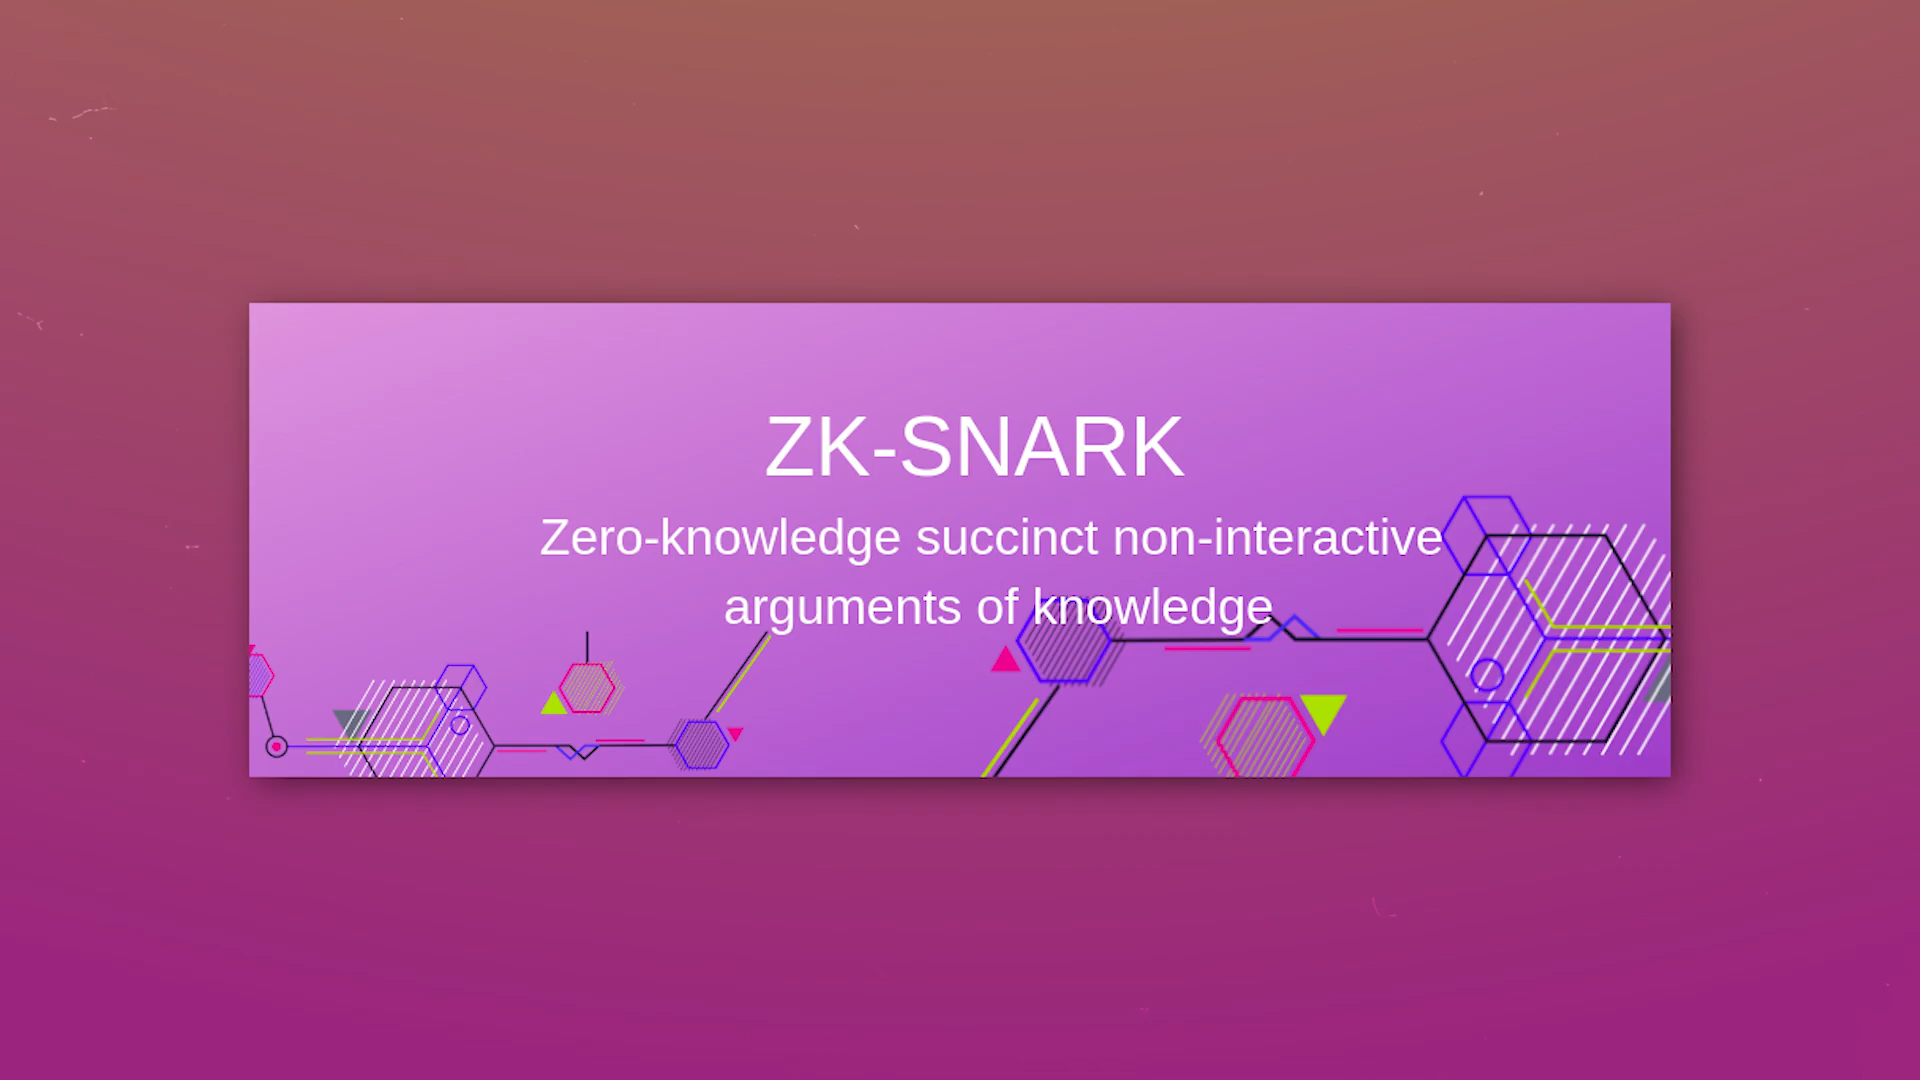 ZK-SNARK
Zero-knowledge succinct non-interactive
arguments of knowledge